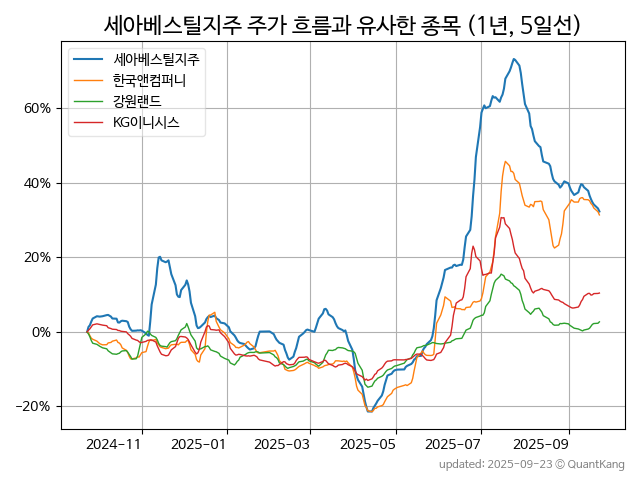 세아베스틸지주 주가 흐름과 유사한 종목 (1년, 5일선)
세아베스틸지주
한국앤컴퍼니
강원랜드
KG이니시스
60%
40%
20%
0%
−20%
2024−11 2025−01 2025−03 2025−05 2025−07 2025−09
updated: 2025-09-23 © QuantKang